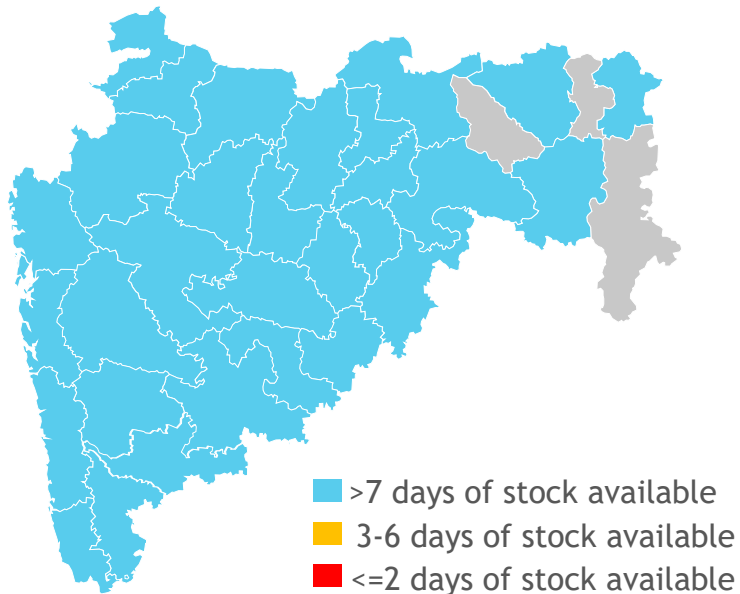 >7 days of stock available
3-6 days of stock available
<=2 days of stock available